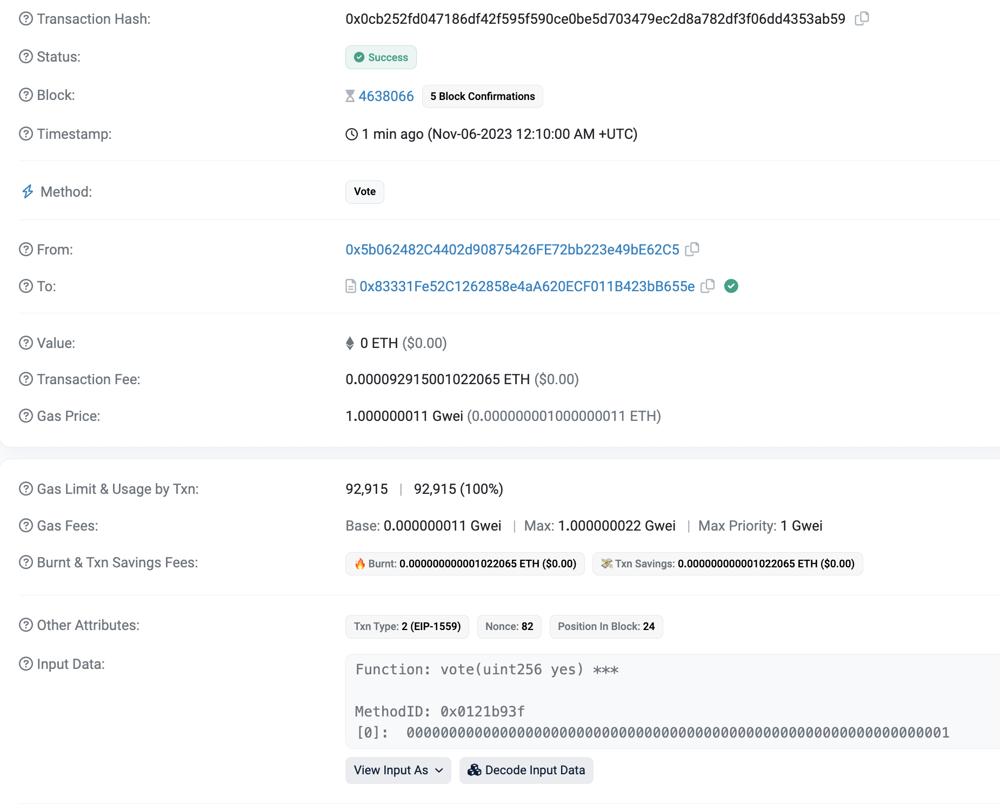 Transaction Hash: 0x0cb252fd047186df42f595f590ce0be5d703479ec2d8a782df3f06dd4353ab59
Status: Success
Block: 4638066 5 Block Confirmations
Timestamp: 1 min ago (Nov-06-2023 12:10:00 AM +UTC)
Method: Vote
From: 0x5b062482C4402d90875426FE72bb223e49bE62C5
To: 0x83331Fe52C1262858e4aA620ECF011B423bB655e
Value: 0 ETH ($0.00)
Transaction Fee: 0.000092915001022065 ETH ($0.00)
Gas Price: 1.000000011 Gwei (0.000000001000000011 ETH)
Gas Limit & Usage by Txn: 92,915 | 92,915 (100%)
Gas Fees: Base: 0.000000011 Gwei | Max: 1.000000022 Gwei | Max Priority: 1 Gwei
Burnt & Txn Savings Fees: 🔥 Burnt: 0.000000000001022065 ETH ($0.00) 💸 Txn Savings: 0.000000000001022065 ETH ($0.00)
Other Attributes: Txn Type: 2 (EIP-1559) Nonce: 82 Position In Block: 24
Input Data: Function: vote(uint256 yes) ***
MethodID: 0x0121b93f
[0]: 0000000000000000000000000000000000000000000000000000000000000001
View Input As Decode Input Data